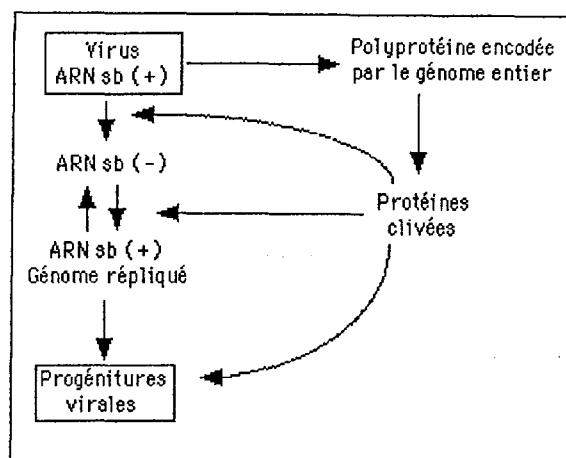 Virus
ARN sb (+)
Polyprotéine encodée
par le génome entier
ARN sb (-)
Protéines
clivées
ARN sb (+)
Génome répliqué
Progénitures
virales